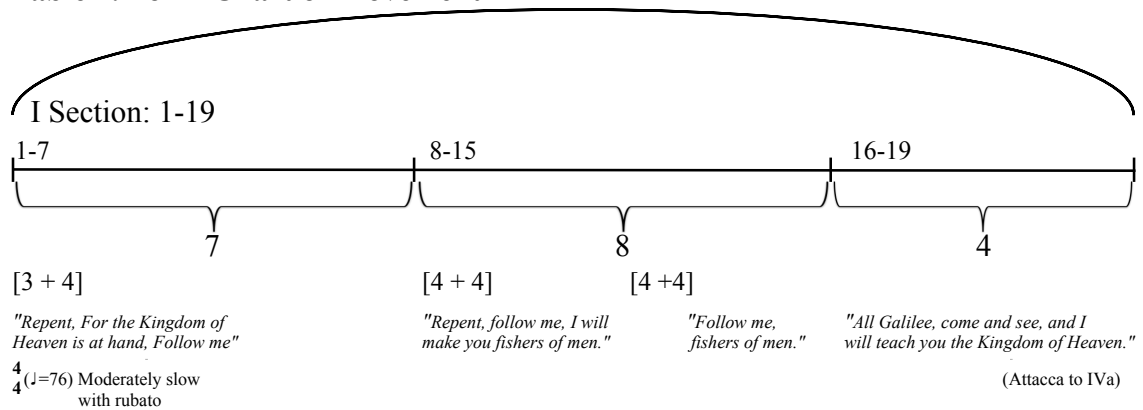 I Section: 1-19
1-7
8-15
16-19
7
8
4
[3 + 4]
[4 + 4]
[4 +4]
"Repent, For the Kingdom of
Heaven is at hand, Follow me"
"Repent, follow me, I will
make you fishers of men."
"Follow me,
fishers of men."
"All Galilee, come and see, and I
will teach you the Kingdom of Heaven."
4
4
(♩=76) Moderately slow
with rubato
(Attacca to IVa)